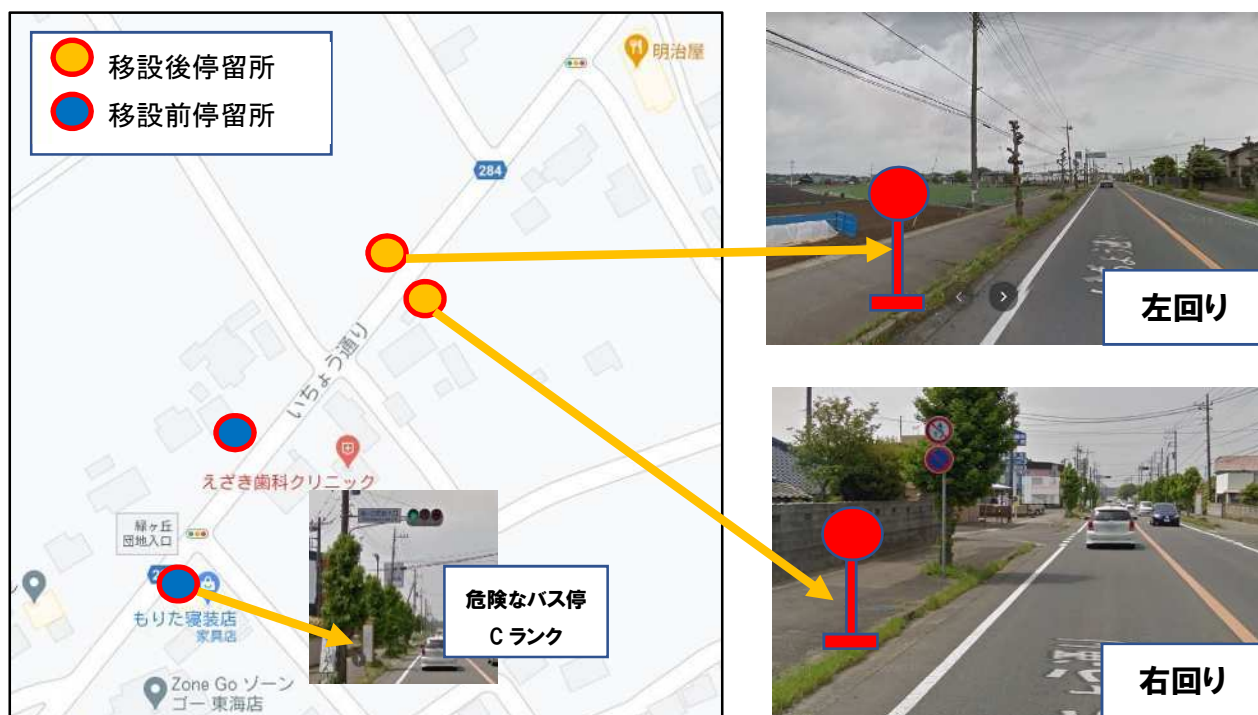 移設後停留所
移設前停留所
明治屋
284
いちょう通り
えざき歯科クリニック
緑ヶ丘
団地入口
もりた寝装店
家具店
Zone Go ゾーン
ゴー 東海店
危険なバス停
Cランク
左回り
右回り